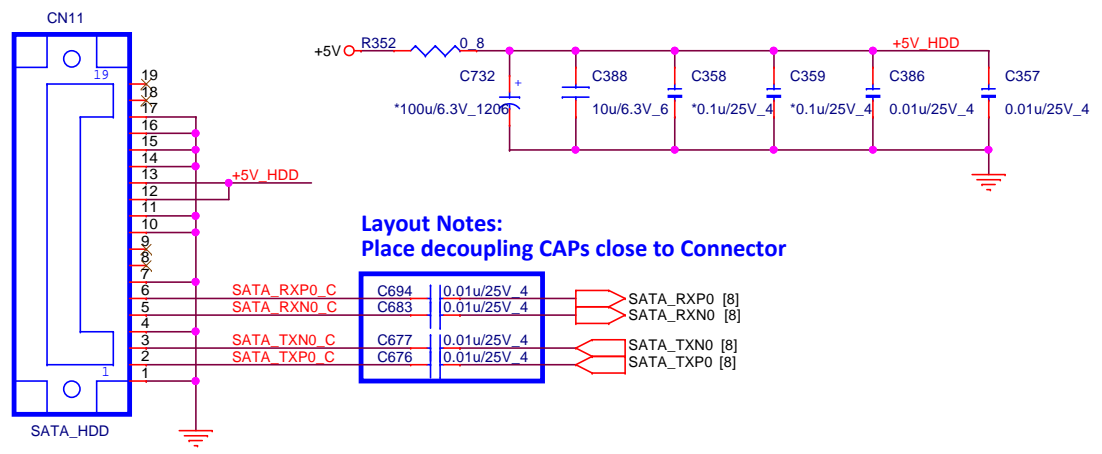 CN11
+5V
R352
0_8
+5V_HDD
C732
C388
C358
C359
C386
C357
+
*100u/6.3V_1206
10u/6.3V_6
*0.1u/25V_4
*0.1u/25V_4
0.01u/25V_4
0.01u/25V_4
19
19
18
17
16
15
14
13
+5V_HDD
12
11
10
9
8
7
6
5
4
3
2
1
1
Layout Notes:
Place decoupling CAPs close to Connector
SATA_RXP0_C
C694
0.01u/25V_4
SATA_RXP0 [8]
SATA_RXN0_C
C683
0.01u/25V_4
SATA_RXN0 [8]
SATA_TXN0_C
C677
0.01u/25V_4
SATA_TXN0 [8]
SATA_TXP0_C
C676
0.01u/25V_4
SATA_TXP0 [8]
SATA_HDD